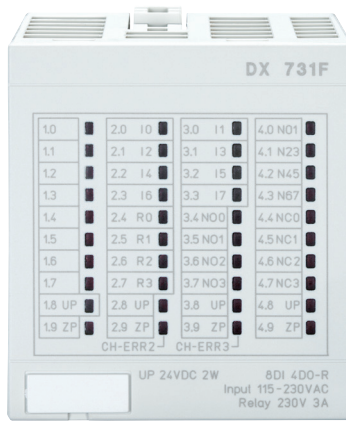 DX 731F
1.0 2.0 I0 3.0 I1 4.0 N01
1.1 2.1 I2 3.1 I3 4.1 N23
1.2 2.2 I4 3.2 I5 4.2 N45
1.3 2.3 I6 3.3 I7 4.3 N67
1.4 2.4 R0 3.4 NO0 4.4 NC0
1.5 2.5 R1 3.5 NO1 4.5 NC1
1.6 2.6 R2 3.6 NO2 4.6 NC2
1.7 2.7 R3 3.7 NO3 4.7 NC3
1.8 UP 2.8 UP 3.8 UP 4.8 UP
1.9 ZP 2.9 ZP 3.9 ZP 4.9 ZP
CH-ERR2 CH-ERR3
UP 24VDC 2W 8DI 4DO-R
Input 115-230VAC
Relay 230V 3A